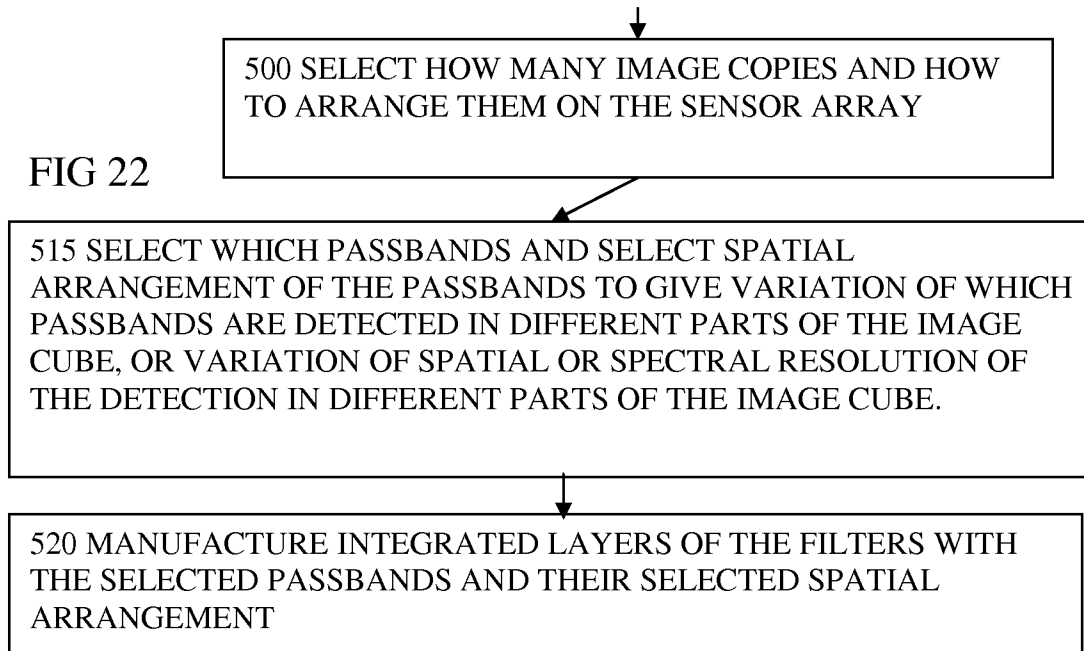 500 SELECT HOW MANY IMAGE COPIES AND HOW
TO ARRANGE THEM ON THE SENSOR ARRAY
FIG 22
515 SELECT WHICH PASSBANDS AND SELECT SPATIAL
ARRANGEMENT OF THE PASSBANDS TO GIVE VARIATION OF WHICH
PASSBANDS ARE DETECTED IN DIFFERENT PARTS OF THE IMAGE
CUBE, OR VARIATION OF SPATIAL OR SPECTRAL RESOLUTION OF
THE DETECTION IN DIFFERENT PARTS OF THE IMAGE CUBE.
520 MANUFACTURE INTEGRATED LAYERS OF THE FILTERS WITH
THE SELECTED PASSBANDS AND THEIR SELECTED SPATIAL
ARRANGEMENT